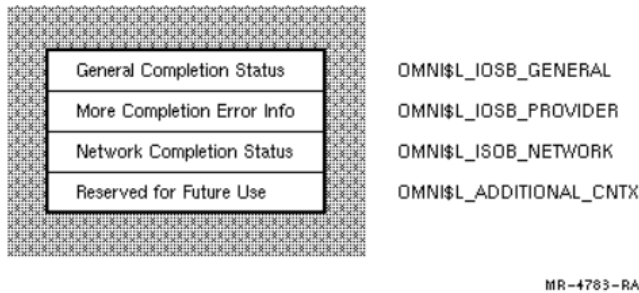 General Completion Status OMNI$L_IOSB_GENERAL
More Completion Error Info OMNI$L_IOSB_PROVIDER
Network Completion Status OMNI$L_ISOB_NETWORK
Reserved for Future Use OMNI$L_ADDITIONAL_CNTX
MR-4783-RA